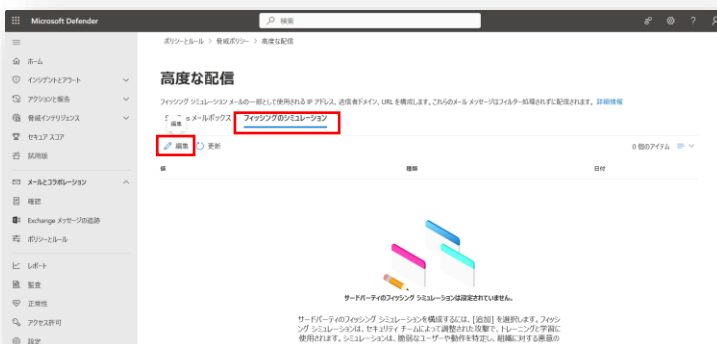 Microsoft Defender
検索
ポリシーとルール > 脅威ポリシー > 高度な配信
ホーム
インシデントとアラート
アクションと報告
脅威インテリジェンス
セキュア スコア
試用版
メールとコラボレーション
確認
Exchange メッセージの追跡
ポリシーとルール
レポート
監査
正常性
アクセス許可
設定
高度な配信
フィッシング シミュレーション メールの一部として使用される IP アドレス、送信者ドメイン、URL を構成します。これらのメール メッセージはフィルター処理されずに配信されます。 詳細情報
メールボックス フィッシングのシミュレーション
編集
編集 更新
0 個のアイテム
値 種類 日付
サードパーティのフィッシング シミュレーションは設定されていません。
サードパーティのフィッシング シミュレーションを構成するには、[追加] を選択します。フィッシ
ング シミュレーションは、セキュリティ チームによって調整された攻撃で、トレーニングと学習に
使用されます。シミュレーションは、脆弱なユーザーや動作を特定し、組織に対する悪意の